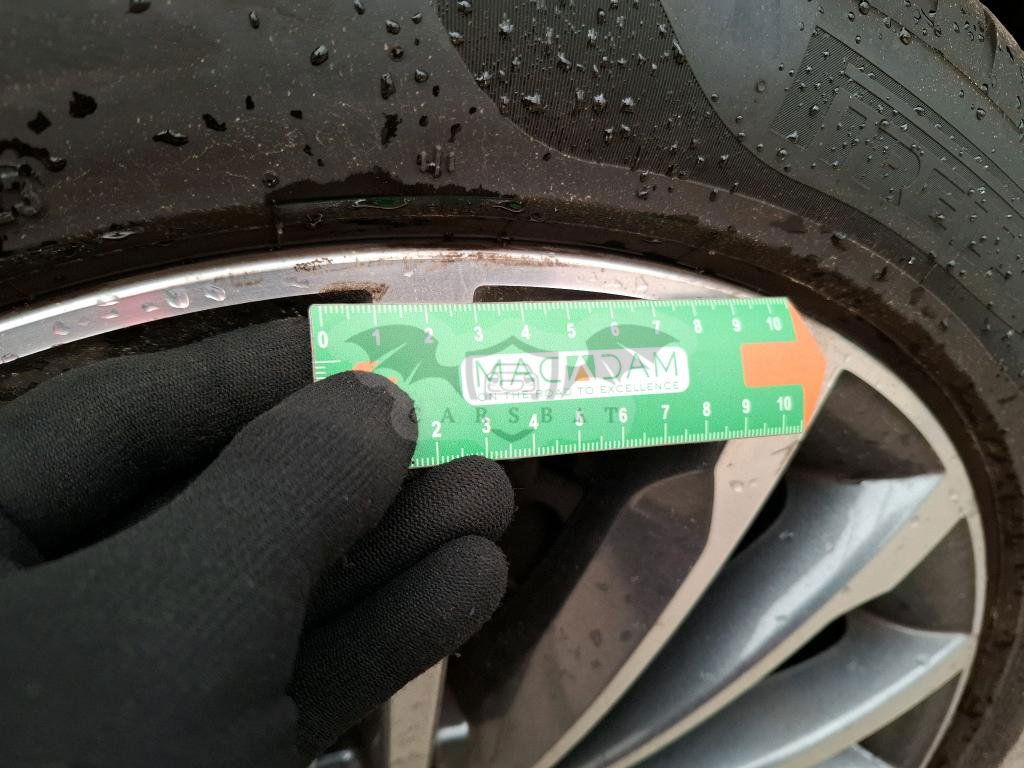 0 1 2 3 4 5 6 7 8 9 10
MACADAM
ON THE ROAD TO EXCELLENCE
CARSBAT
2 3 4 5 6 7 8 9 10